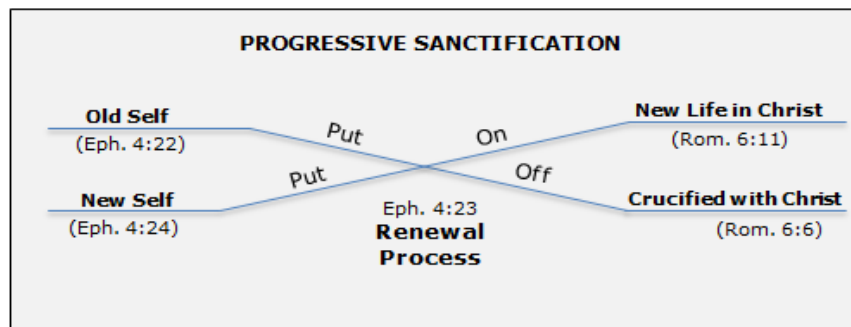 PROGRESSIVE SANCTIFICATION
Old Self
(Eph. 4:22)
Put
On
New Life in Christ
(Rom. 6:11)
New Self
(Eph. 4:24)
Put
Off
Crucified with Christ
(Rom. 6:6)
Eph. 4:23
Renewal
Process